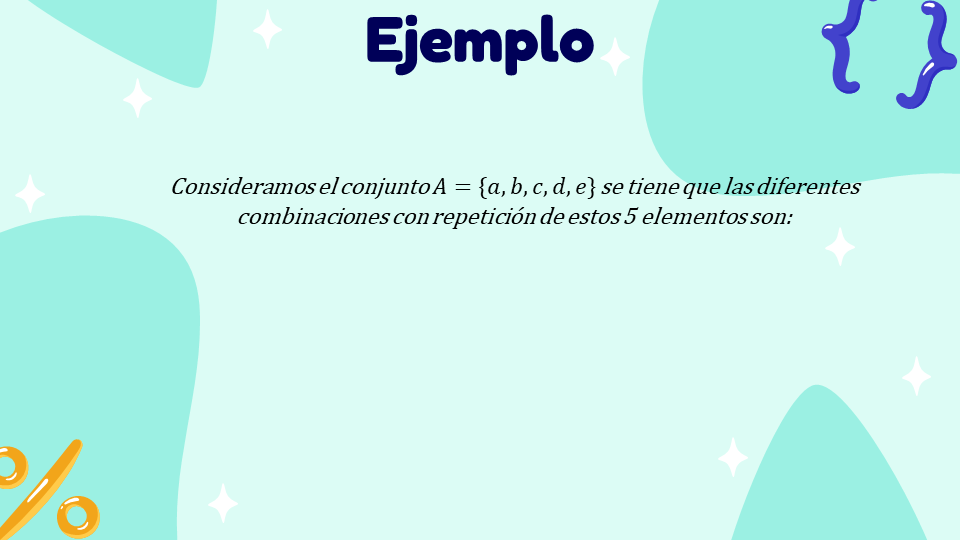 Ejemplo
Consideramos el conjunto A = {a, b, c, d, e} se tiene que las diferentes
combinaciones con repetición de estos 5 elementos son: